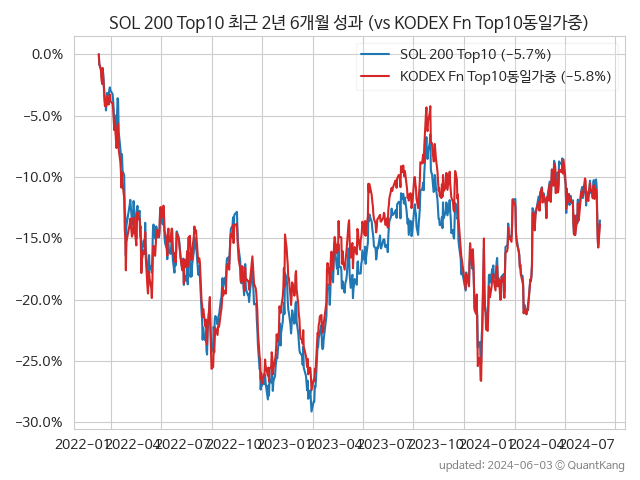 SOL 200 Top10 최근 2년 6개월 성과 (vs KODEX Fn Top10동일가중)
SOL 200 Top10 (−5.7%)
KODEX Fn Top10동일가중 (−5.8%)
0.0%
−5.0%
−10.0%
−15.0%
−20.0%
−25.0%
−30.0%
2022-01 2022-04 2022-07 2022-10 2023-01 2023-04 2023-07 2023-10 2024-01 2024-04 2024-07
updated: 2024-06-03 © QuantKang